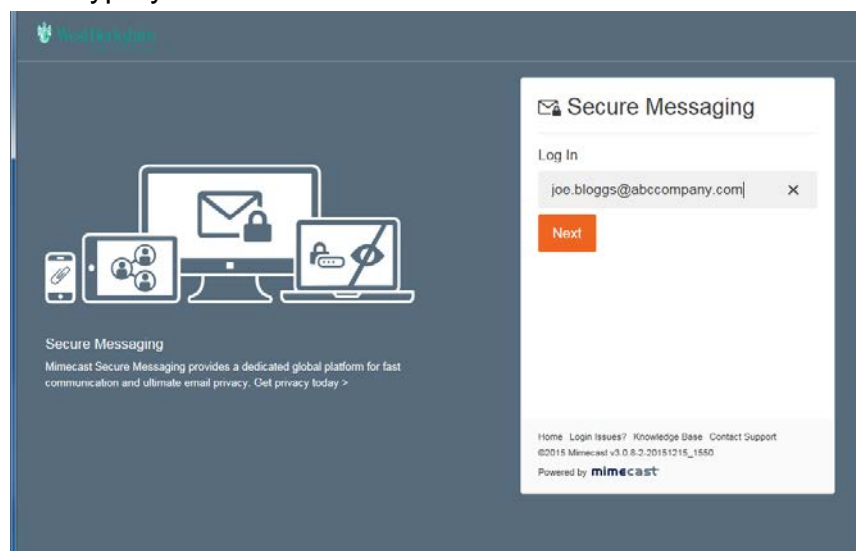 West Berkshire
Secure Messaging
Log In
joe.bloggs@abccompany.com
Next
Secure Messaging
Mimecast Secure Messaging provides a dedicated global platform for fast
communication and ultimate email privacy. Get privacy today >
Home Login Issues? Knowledge Base Contact Support
©2015 Mimecast v3.0.8-2-20151215_1550
Powered by mimecast